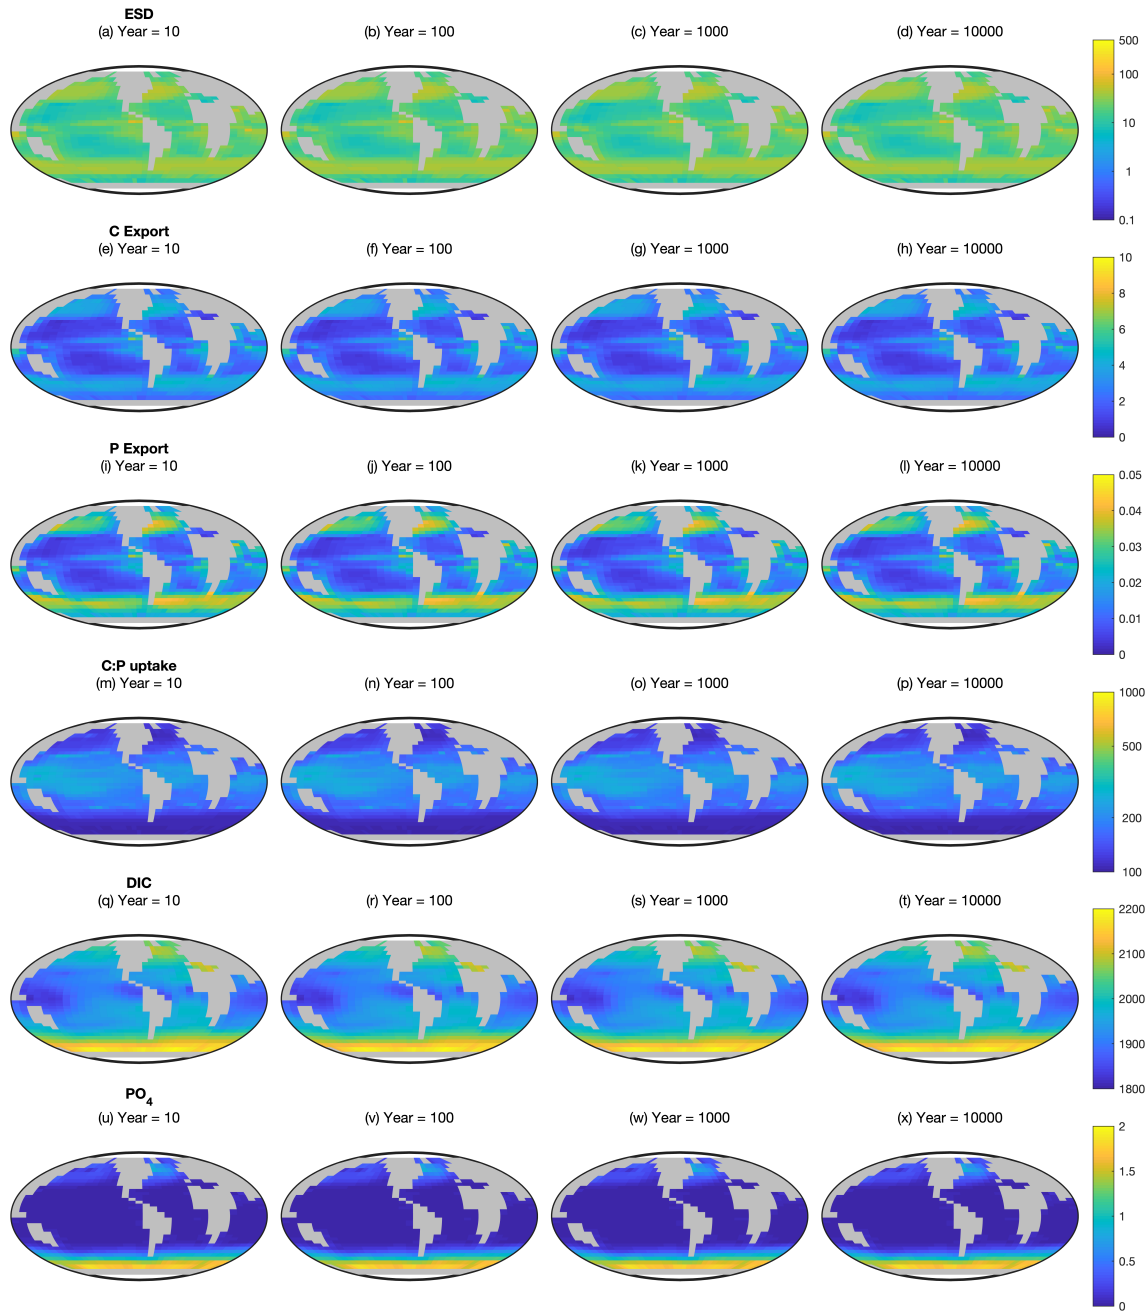 ESD
(a) Year = 10 (b) Year = 100 (c) Year = 1000 (d) Year = 10000
500
100
10
1
0.1
C Export
(e) Year = 10 (f) Year = 100 (g) Year = 1000 (h) Year = 10000
10
8
6
4
2
0
P Export
(i) Year = 10 (j) Year = 100 (k) Year = 1000 (l) Year = 10000
0.05
0.04
0.03
0.02
0.01
0
C:P uptake
(m) Year = 10 (n) Year = 100 (o) Year = 1000 (p) Year = 10000
1000
500
200
100
DIC
(q) Year = 10 (r) Year = 100 (s) Year = 1000 (t) Year = 10000
2200
2100
2000
1900
1800
PO4
(u) Year = 10 (v) Year = 100 (w) Year = 1000 (x) Year = 10000
2
1.5
1
0.5
0